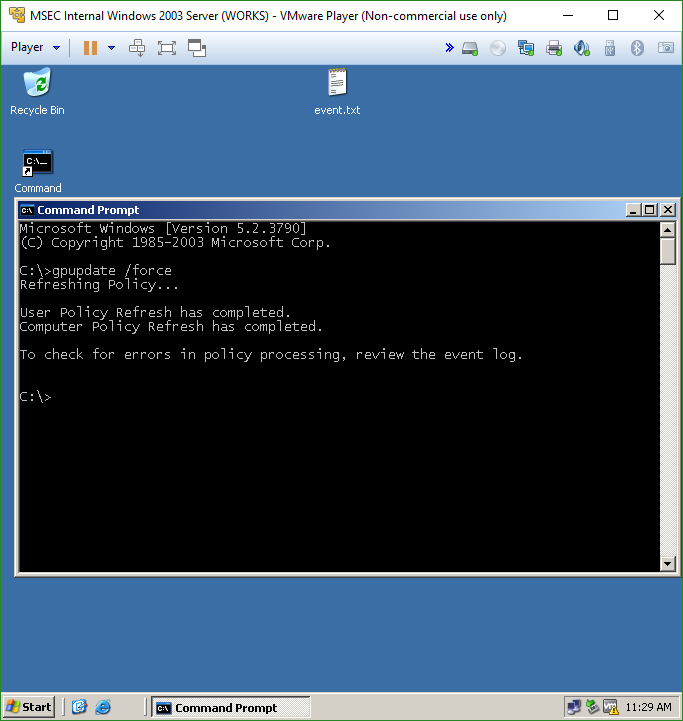 MSEC Internal Windows 2003 Server (WORKS) - VMware Player (Non-commercial use only)
Player
Recycle Bin
event.txt
C:\_
Command
Command Prompt
Microsoft Windows [Version 5.2.3790]
(C) Copyright 1985-2003 Microsoft Corp.
C:\>gpupdate /force
Refreshing Policy...
User Policy Refresh has completed.
Computer Policy Refresh has completed.
To check for errors in policy processing, review the event log.
C:\>
Start
Command Prompt
11:29 AM